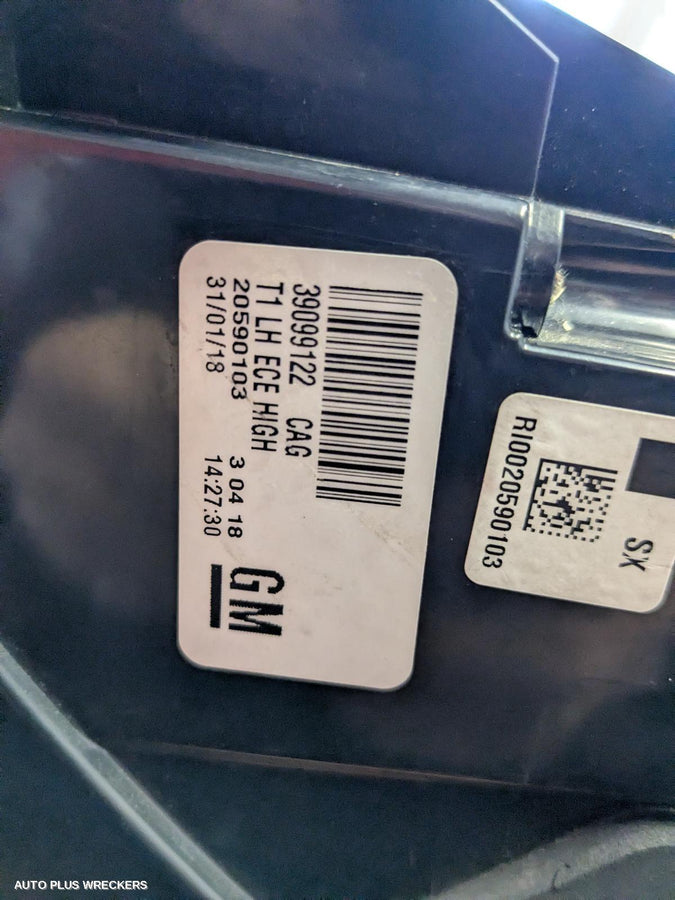 39099122 CAG
T1 LH ECE HIGH
20590103 3 04 18
31/01/18 14:27:30
GM
SX
RI0020590103
AUTO PLUS WRECKERS